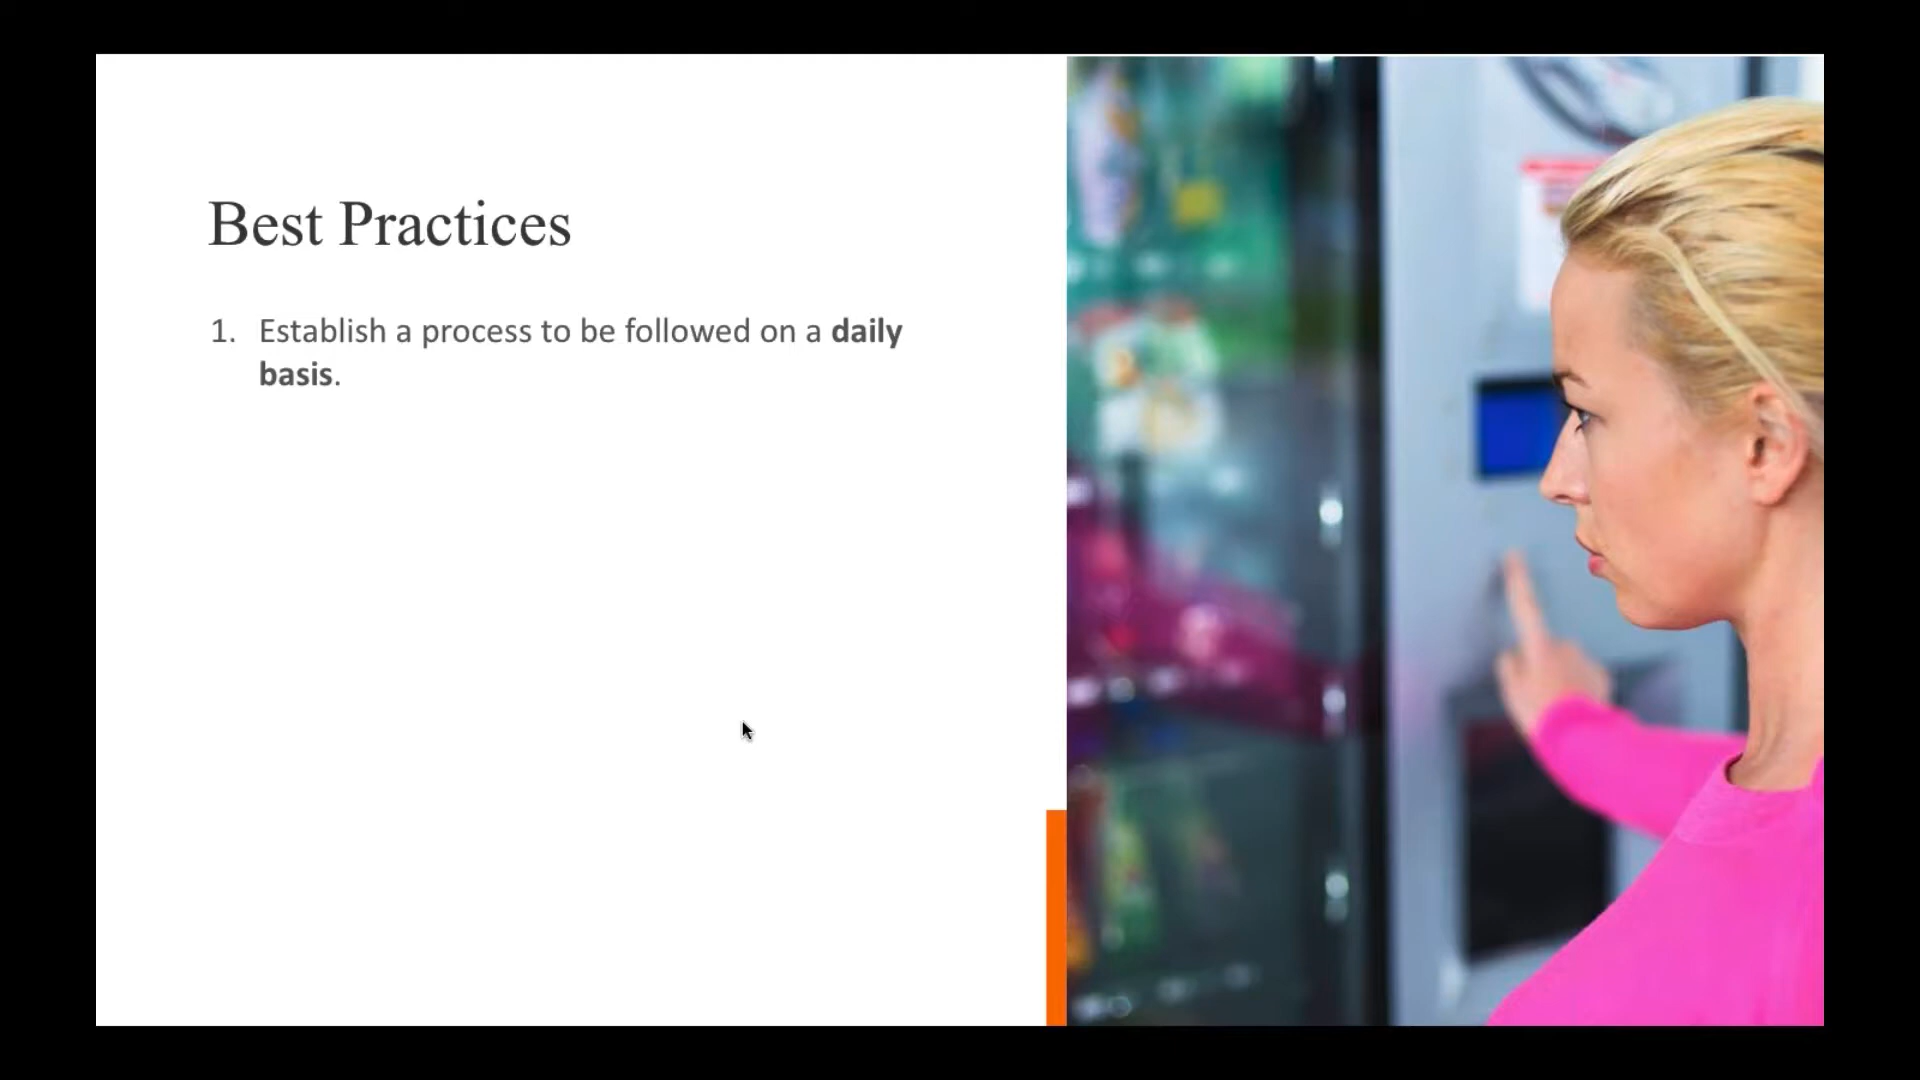 Best Practices
1. Establish a process to be followed on a daily
basis.